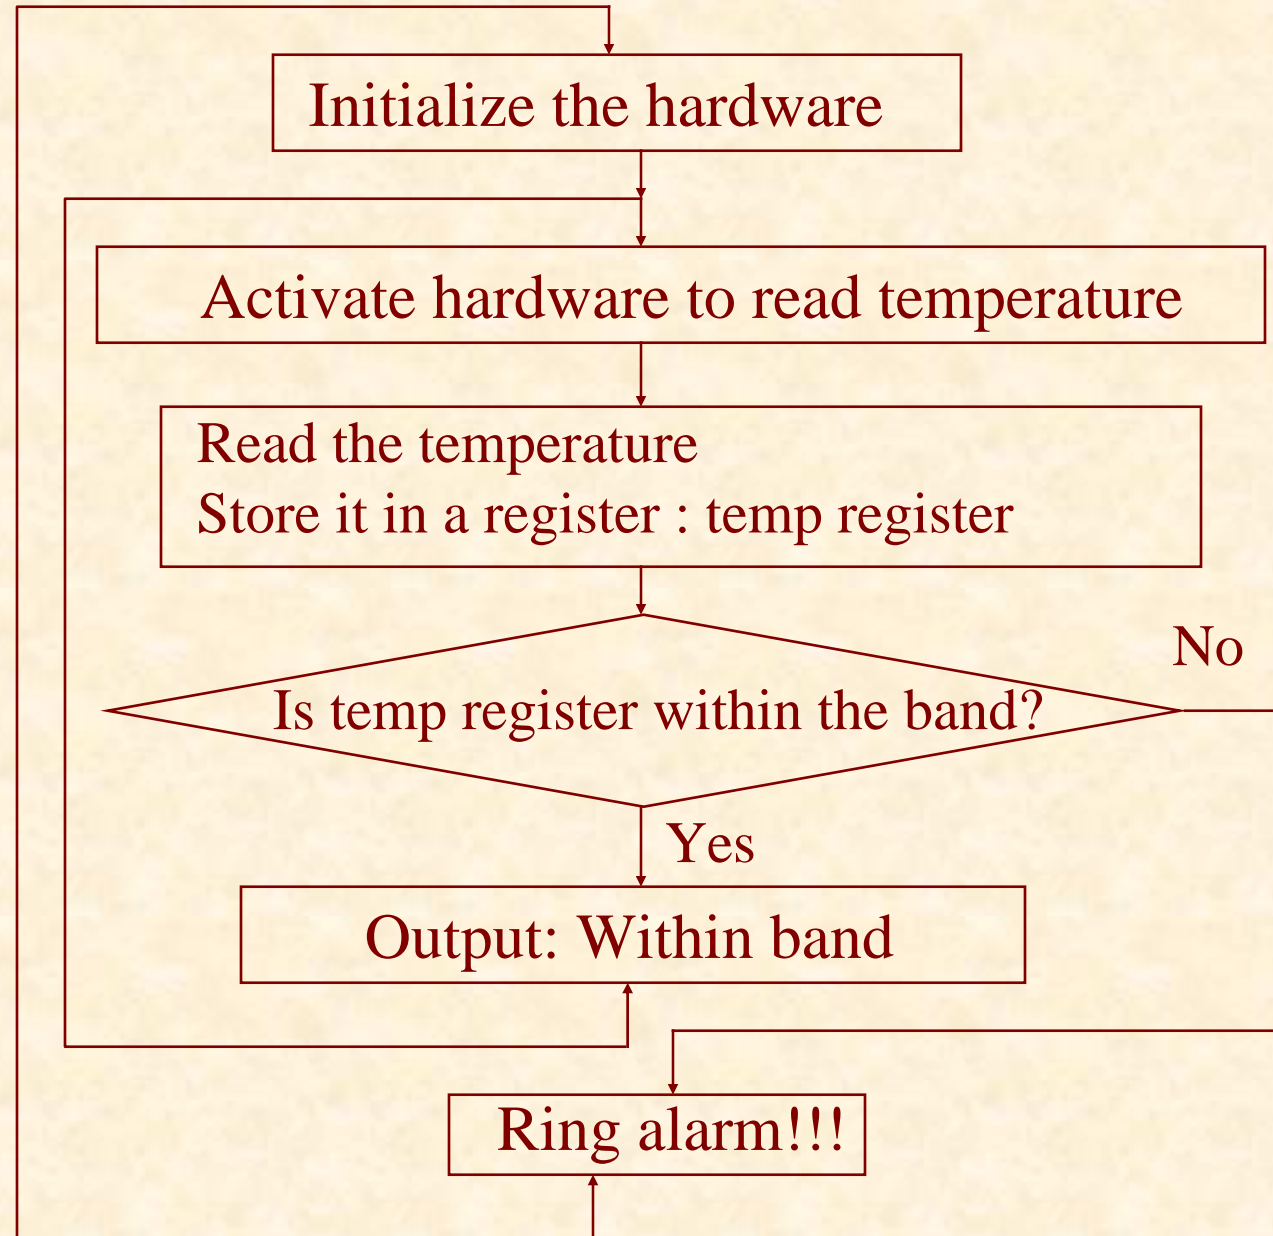 Initialize the hardware
Activate hardware to read temperature
Read the temperature
Store it in a register : temp register
No
Is temp register within the band?
Yes
Output: Within band
Ring alarm!!!